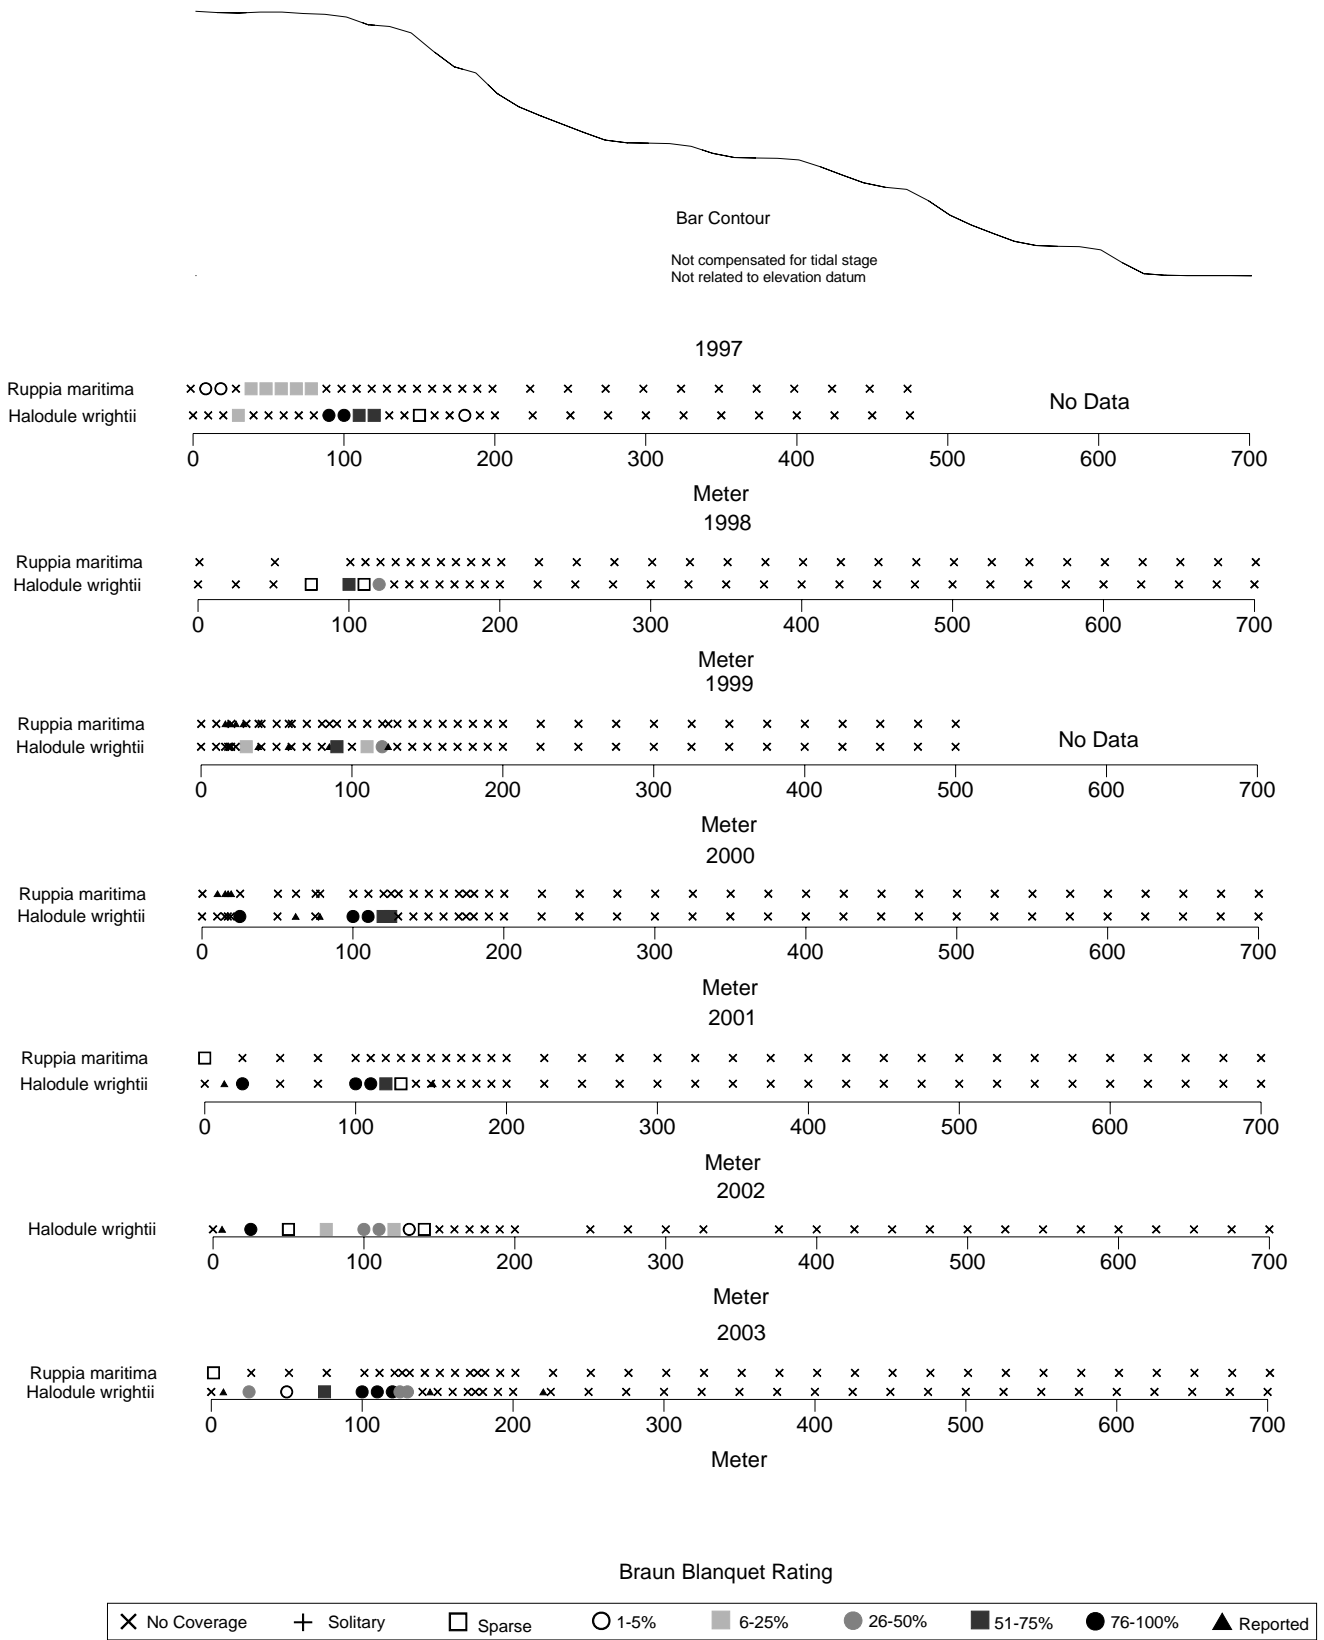 Bar Contour
Not compensated for tidal stage
Not related to elevation datum
1997
Ruppia maritima
Halodule wrightii
No Data
0 100 200 300 400 500 600 700
Meter
1998
Ruppia maritima
Halodule wrightii
0 100 200 300 400 500 600 700
Meter
1999
Ruppia maritima
Halodule wrightii
No Data
0 100 200 300 400 500 600 700
Meter
2000
Ruppia maritima
Halodule wrightii
0 100 200 300 400 500 600 700
Meter
2001
Ruppia maritima
Halodule wrightii
0 100 200 300 400 500 600 700
Meter
2002
Halodule wrightii
0 100 200 300 400 500 600 700
Meter
2003
Ruppia maritima
Halodule wrightii
0 100 200 300 400 500 600 700
Meter
Braun Blanquet Rating
No Coverage Solitary Sparse 1-5% 6-25% 26-50% 51-75% 76-100% Reported